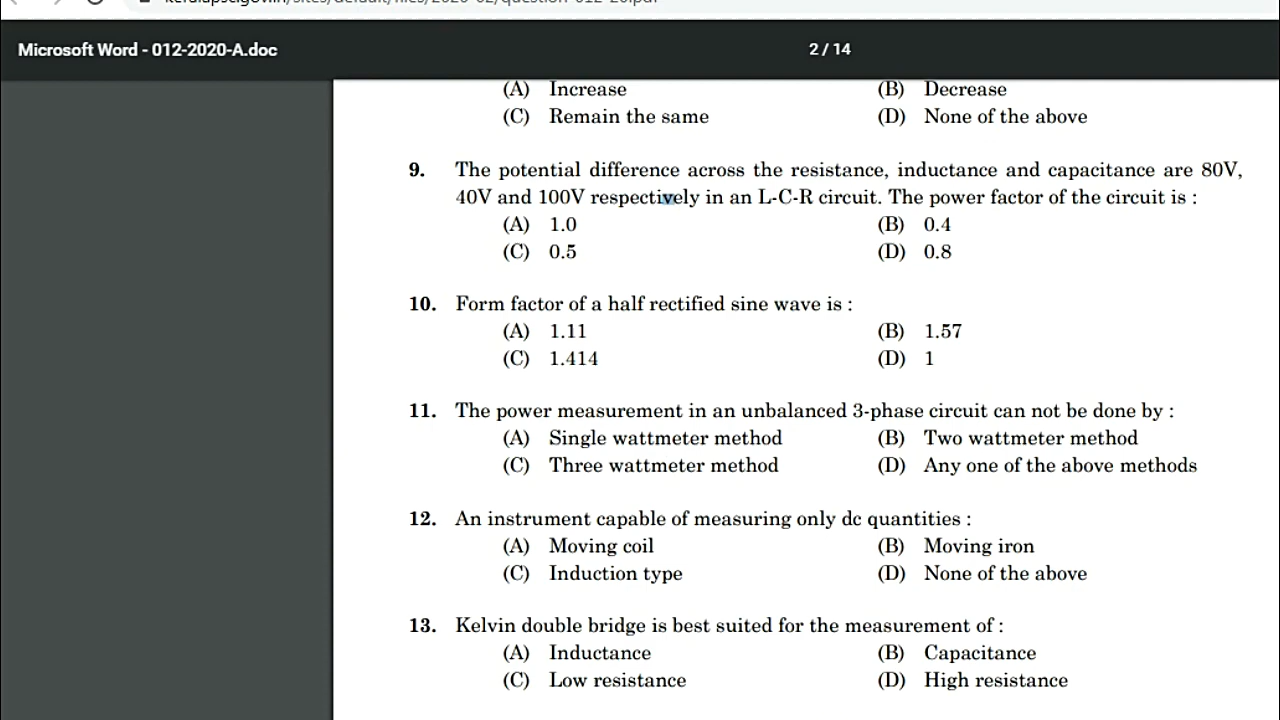 Microsoft Word - 012-2020-A.doc
2 / 14
(A) Increase (B) Decrease
(C) Remain the same (D) None of the above
9. The potential difference across the resistance, inductance and capacitance are 80V,
40V and 100V respectively in an L-C-R circuit. The power factor of the circuit is :
(A) 1.0 (B) 0.4
(C) 0.5 (D) 0.8
10. Form factor of a half rectified sine wave is :
(A) 1.11 (B) 1.57
(C) 1.414 (D) 1
11. The power measurement in an unbalanced 3-phase circuit can not be done by :
(A) Single wattmeter method (B) Two wattmeter method
(C) Three wattmeter method (D) Any one of the above methods
12. An instrument capable of measuring only dc quantities :
(A) Moving coil (B) Moving iron
(C) Induction type (D) None of the above
13. Kelvin double bridge is best suited for the measurement of :
(A) Inductance (B) Capacitance
(C) Low resistance (D) High resistance